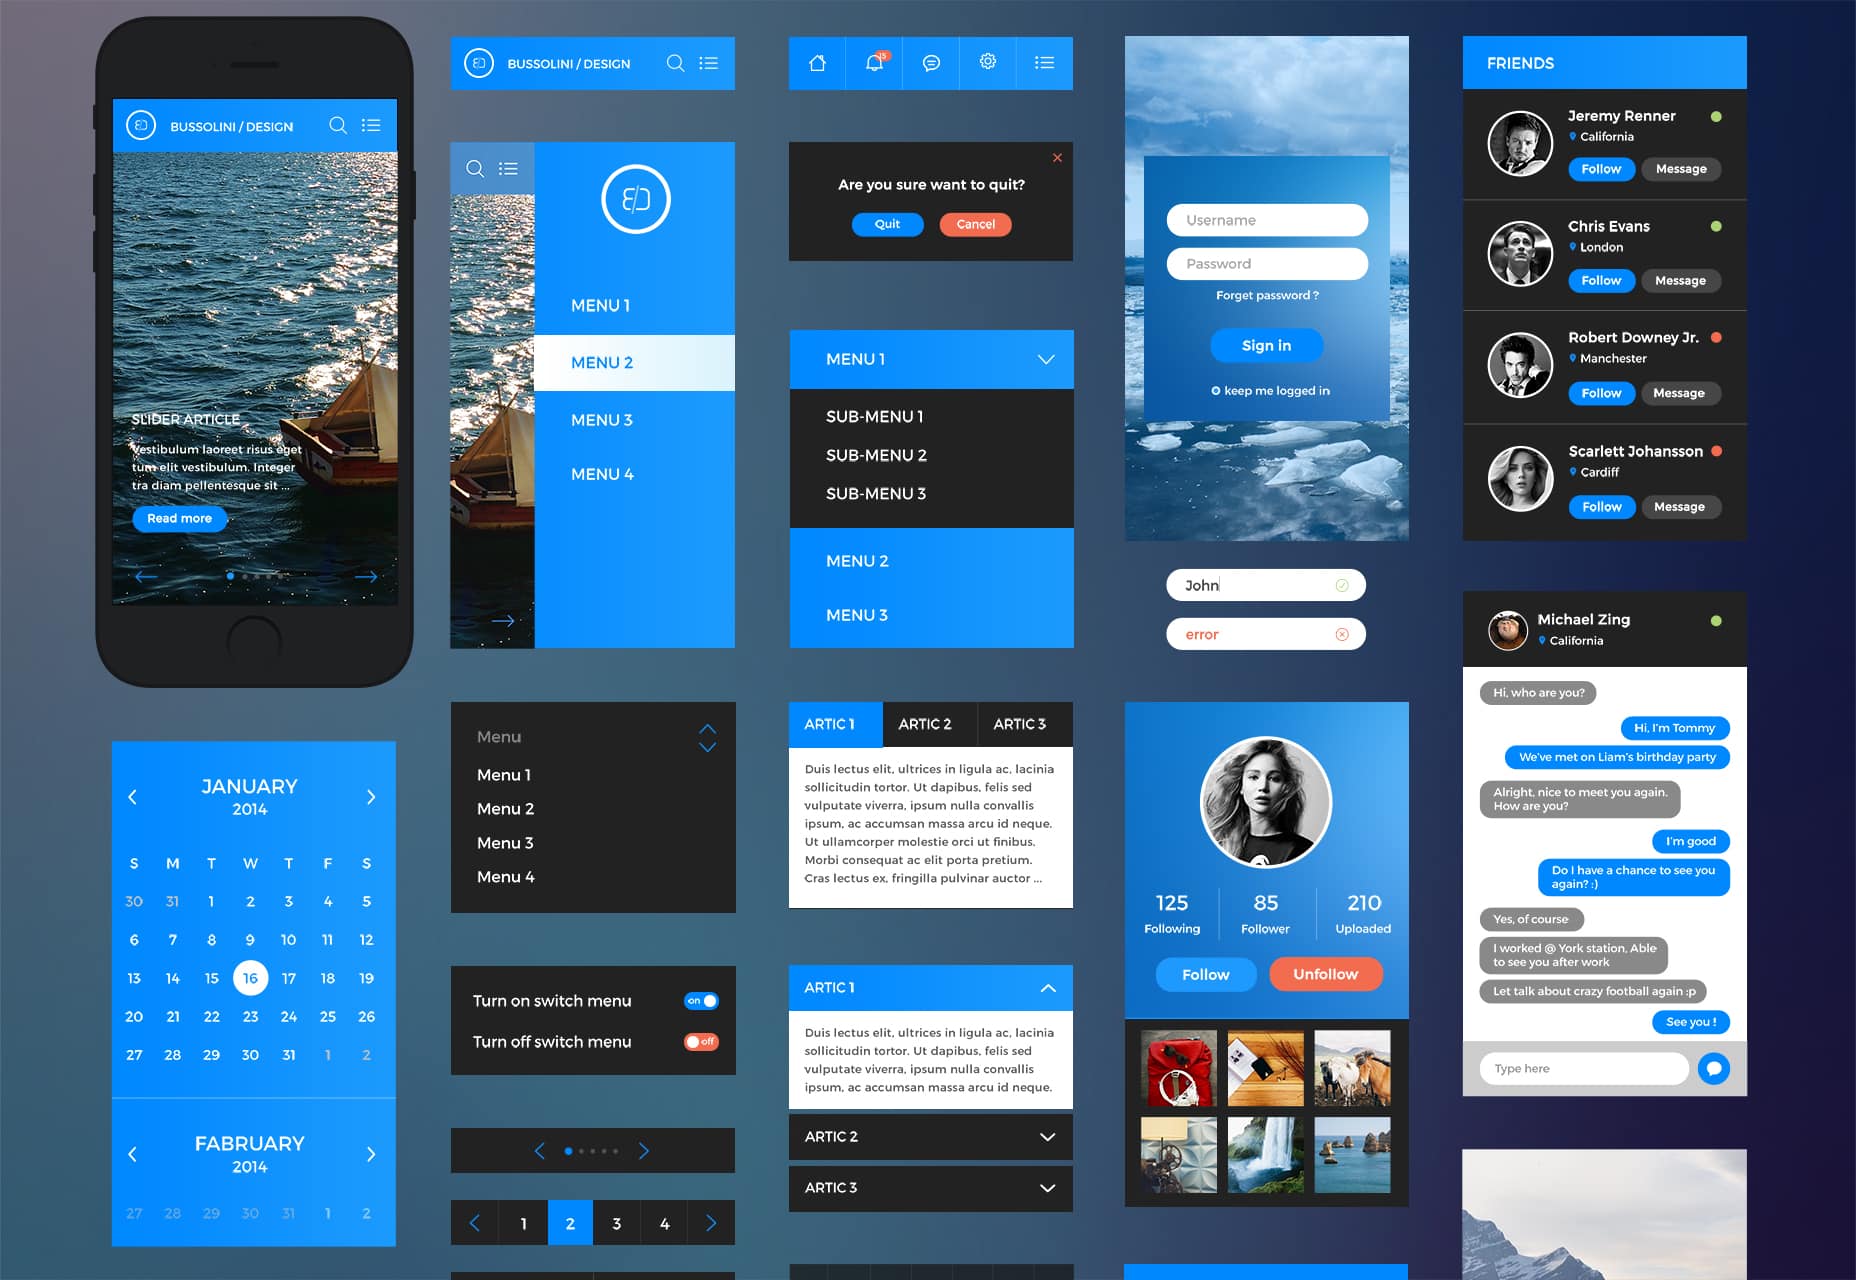 BUSSOLINI / DESIGN
SLIDER ARTICLE
Vestibulum laoreet risus eget
tum elit vestibulum. Integer
tra diam pellentesque sit ...
Read more
JANUARY
2014
S M T W T F S
30 31 1 2 3 4 5
6 7 8 9 10 11 12
13 14 15 16 17 18 19
20 21 22 23 24 25 26
27 28 29 30 31 1 2
FABRUARY
2014
27 28 29 30 31 1 2
BUSSOLINI / DESIGN
MENU 1
MENU 2
MENU 3
MENU 4
Menu
Menu 1
Menu 2
Menu 3
Menu 4
Turn on switch menu on
Turn off switch menu off
1 2 3 4
15
Are you sure want to quit?
Quit Cancel
MENU 1
SUB-MENU 1
SUB-MENU 2
SUB-MENU 3
MENU 2
MENU 3
ARTIC 1 ARTIC 2 ARTIC 3
Duis lectus elit, ultrices in ligula ac, lacinia
sollicitudin tortor. Ut dapibus, felis sed
vulputate viverra, ipsum nulla convallis
ipsum, ac accumsan massa arcu id neque.
Ut ullamcorper molestie orci ut finibus.
Morbi consequat ac elit porta pretium.
Cras lectus ex, fringilla pulvinar auctor ...
ARTIC 1
Duis lectus elit, ultrices in ligula ac, lacinia
sollicitudin tortor. Ut dapibus, felis sed
vulputate viverra, ipsum nulla convallis
ipsum, ac accumsan massa arcu id neque.
ARTIC 2
ARTIC 3
Username
Password
Forget password ?
Sign in
keep me logged in
John
error
125 85 210
Following Follower Uploaded
Follow Unfollow
FRIENDS
Jeremy Renner
California
Follow Message
Chris Evans
London
Follow Message
Robert Downey Jr.
Manchester
Follow Message
Scarlett Johansson
Cardiff
Follow Message
Michael Zing
California
Hi, who are you?
Hi, I'm Tommy
We've met on Liam's birthday party
Alright, nice to meet you again.
How are you?
I'm good
Do I have a chance to see you
again? :)
Yes, of course
I worked @ York station, Able
to see you after work
Let talk about crazy football again :p
See you !
Type here